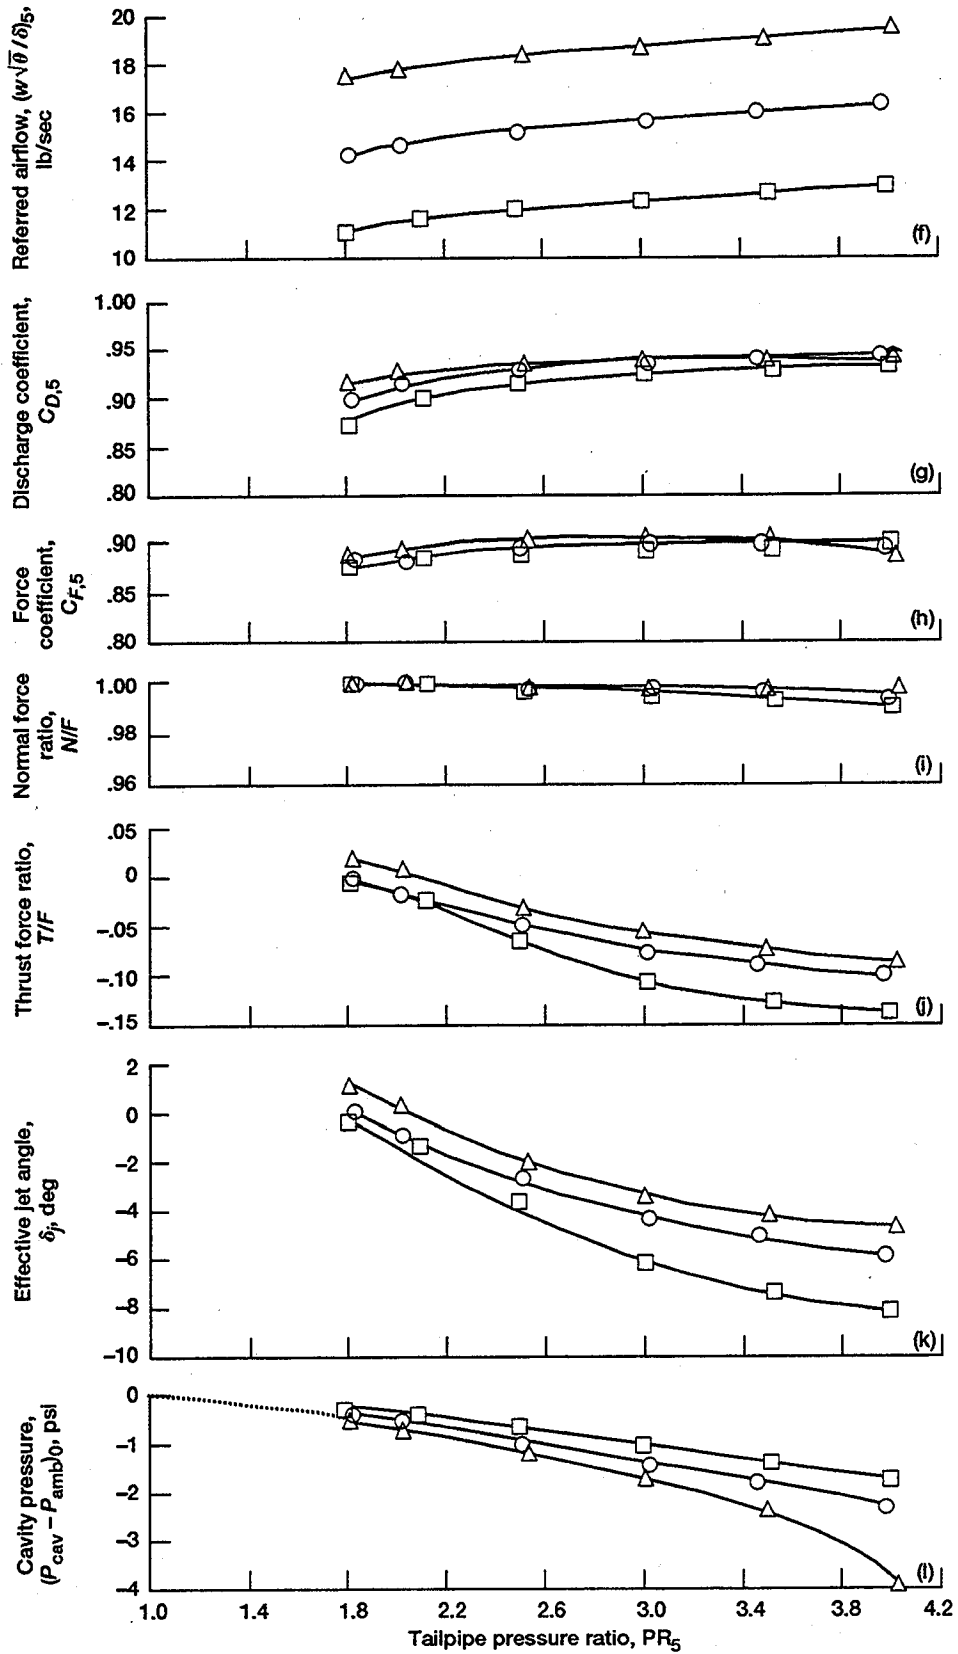 Referred airflow, (w√θ/δ)5,
lb/sec
20
18
16
14
12
10
(f)
Discharge coefficient,
CD,5
1.00
.95
.90
.85
.80
(g)
Force
coefficient,
CF,5
.90
.85
.80
(h)
Normal force
ratio,
N/F
1.00
.98
.96
(i)
Thrust force ratio,
T/F
.05
0
–.05
–.10
–.15
(j)
Effective jet angle,
δj, deg
2
0
–2
–4
–6
–8
–10
(k)
Cavity pressure,
(Pcav – Pamb)0, psi
0
–1
–2
–3
–4
(l)
1.0 1.4 1.8 2.2 2.6 3.0 3.4 3.8 4.2
Tailpipe pressure ratio, PR5